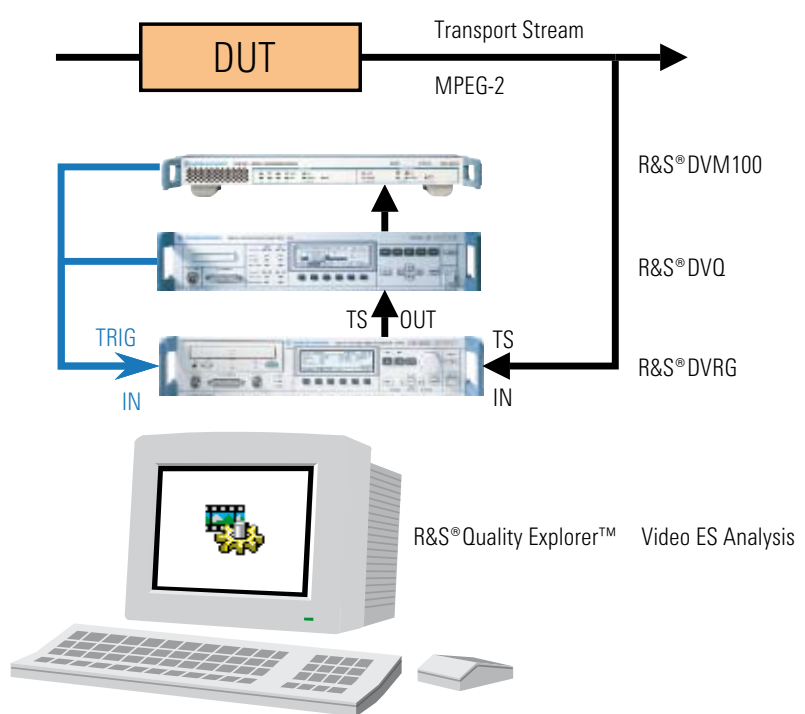 DUT
Transport Stream
MPEG-2
R&S®DVM100
R&S®DVQ
TS OUT
TRIG
IN
TS
IN
R&S®DVRG
R&S®Quality Explorer™ Video ES Analysis